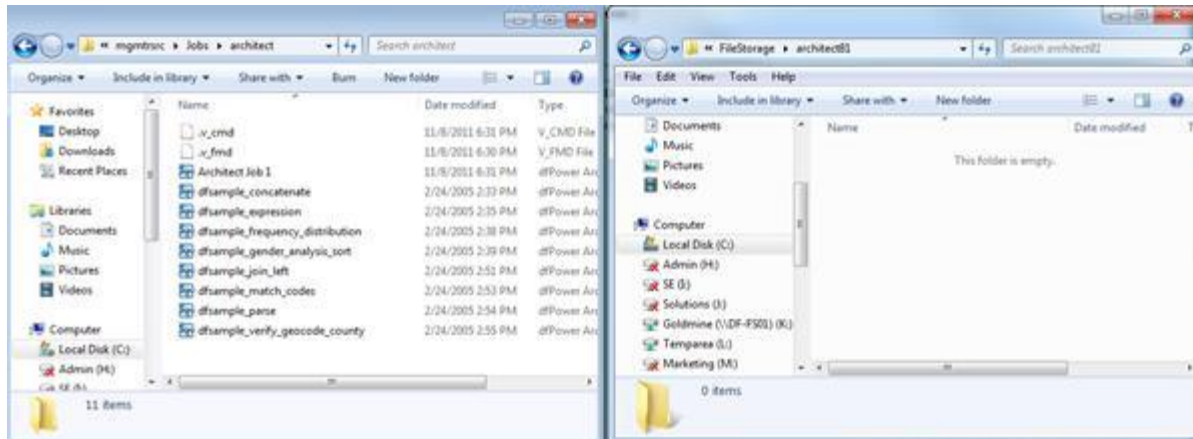 « mgmtrsrc ▸ Jobs ▸ architect
Search architect
Organize
Include in library
Share with
Burn
New folder
Favorites
Desktop
Downloads
Recent Places
Libraries
Documents
Music
Pictures
Videos
Computer
Local Disk (C:)
Admin (H:)
Name Date modified Type
.v_cmd 11/8/2011 6:31 PM V_CMD File
.v_fmd 11/8/2011 6:30 PM V_FMD File
Architect Job 1 11/8/2011 6:31 PM dfPower Arc
dfsample_concatenate 2/24/2005 2:33 PM dfPower Arc
dfsample_expression 2/24/2005 2:35 PM dfPower Arc
dfsample_frequency_distribution 2/24/2005 2:38 PM dfPower Arc
dfsample_gender_analysis_sort 2/24/2005 2:39 PM dfPower Arc
dfsample_join_left 2/24/2005 2:52 PM dfPower Arc
dfsample_match_codes 2/24/2005 2:53 PM dfPower Arc
dfsample_parse 2/24/2005 2:54 PM dfPower Arc
dfsample_verify_geocode_county 2/24/2005 2:55 PM dfPower Arc
11 items
« FileStorage ▸ architect81
Search architect81
File Edit View Tools Help
Organize
Include in library
Share with
New folder
Documents
Music
Pictures
Videos
Computer
Local Disk (C:)
Admin (H:)
SE (I:)
Solutions (J:)
Goldmine (\\DF-FS01) (K:)
Temparea (L:)
Marketing (M:)
Name Date modified T
This folder is empty.
0 items